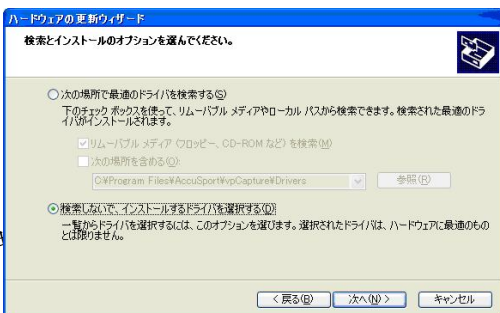 ハードウェアの更新ウィザード
検索とインストールのオプションを選んでください。
次の場所で最適のドライバを検索する(S)
下のチェック ボックスを使って、リムーバブル メディアやローカル パスから検索できます。検索された最適のドラ
イバがインストールされます。
リムーバブル メディア (フロッピー、CD-ROM など) を検索(M)
次の場所を含める(O):
C:¥Program Files¥AccuSport¥vpCapture¥Drivers
参照(R)
検索しないで、インストールするドライバを選択する(D)
一覧からドライバを選択するには、このオプションを選びます。選択されたドライバは、ハードウェアに最適のもの
とは限りません。
< 戻る(B)
次へ(N) >
キャンセル